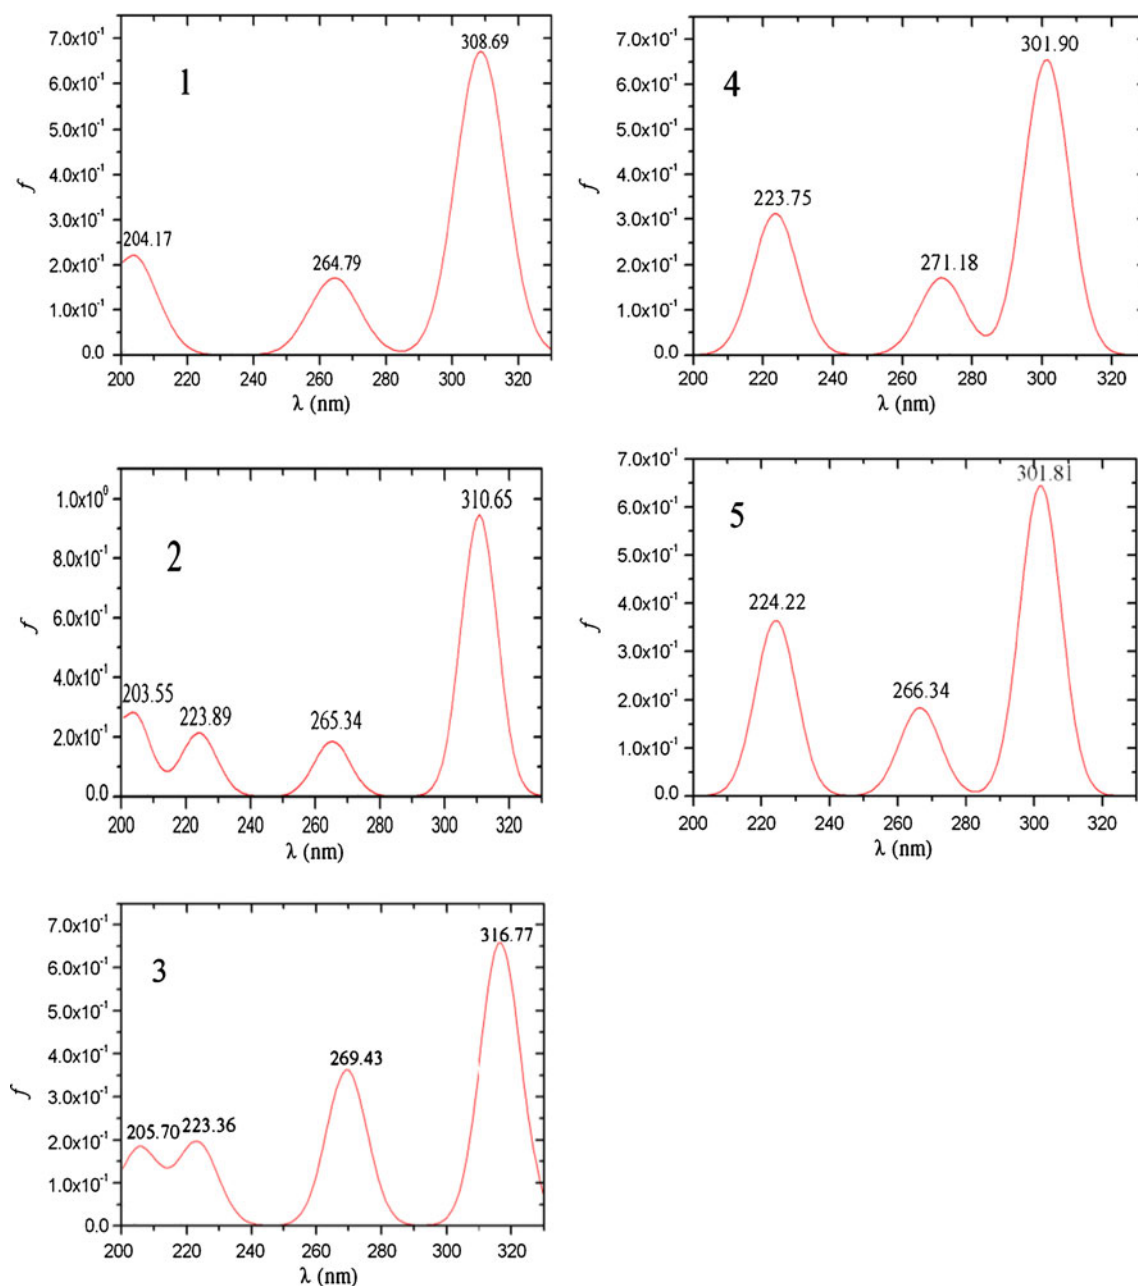 1
308.69
204.17
264.79
7.0x10⁻¹
6.0x10⁻¹
5.0x10⁻¹
4.0x10⁻¹
3.0x10⁻¹
2.0x10⁻¹
1.0x10⁻¹
0.0
f
200 220 240 260 280 300 320
λ (nm)
4
301.90
223.75
271.18
7.0x10⁻¹
6.0x10⁻¹
5.0x10⁻¹
4.0x10⁻¹
3.0x10⁻¹
2.0x10⁻¹
1.0x10⁻¹
0.0
f
200 220 240 260 280 300 320
λ (nm)
2
310.65
203.55
223.89
265.34
1.0x10⁰
8.0x10⁻¹
6.0x10⁻¹
4.0x10⁻¹
2.0x10⁻¹
0.0
f
200 220 240 260 280 300 320
λ (nm)
5
301.81
224.22
266.34
7.0x10⁻¹
6.0x10⁻¹
5.0x10⁻¹
4.0x10⁻¹
3.0x10⁻¹
2.0x10⁻¹
1.0x10⁻¹
0.0
f
200 220 240 260 280 300 320
λ (nm)
3
316.77
269.43
205.70
223.36
7.0x10⁻¹
6.0x10⁻¹
5.0x10⁻¹
4.0x10⁻¹
3.0x10⁻¹
2.0x10⁻¹
1.0x10⁻¹
0.0
f
200 220 240 260 280 300 320
λ (nm)